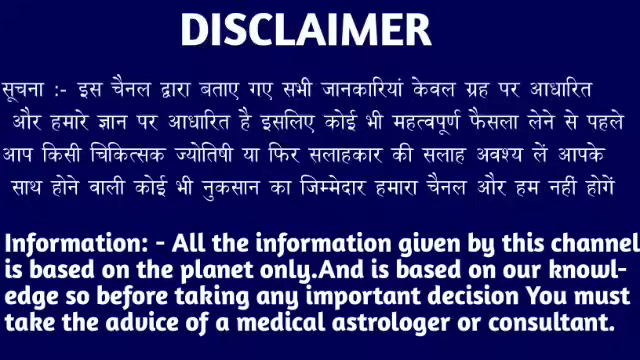 DISCLAIMER
सूचना :- इस चैनल द्वारा बताए गए सभी जानकारियां केवल ग्रह पर आधारित
और हमारे ज्ञान पर आधारित है इसलिए कोई भी महत्वपूर्ण फैसला लेने से पहले
आप किसी चिकित्सक ज्योतिषी या फिर सलाहकार की सलाह अवश्य लें आपके
साथ होने वाली कोई भी नुकसान का जिम्मेदार हमारा चैनल और हम नहीं होगें
Information: - All the information given by this channel
is based on the planet only.And is based on our knowl-
edge so before taking any important decision You must
take the advice of a medical astrologer or consultant.